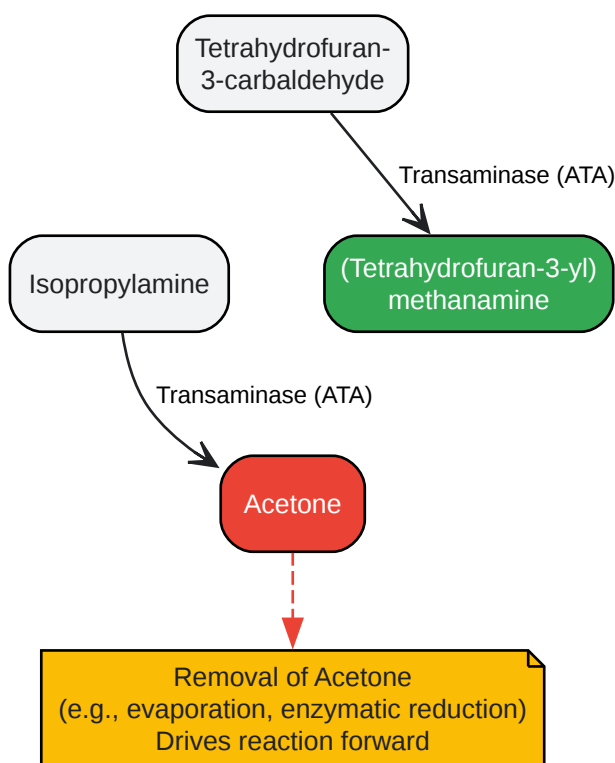 Tetrahydrofuran-
3-carbaldehyde
Transaminase (ATA)
Isopropylamine
(Tetrahydrofuran-3-yl)
methanamine
Transaminase (ATA)
Acetone
Removal of Acetone
(e.g., evaporation, enzymatic reduction)
Drives reaction forward